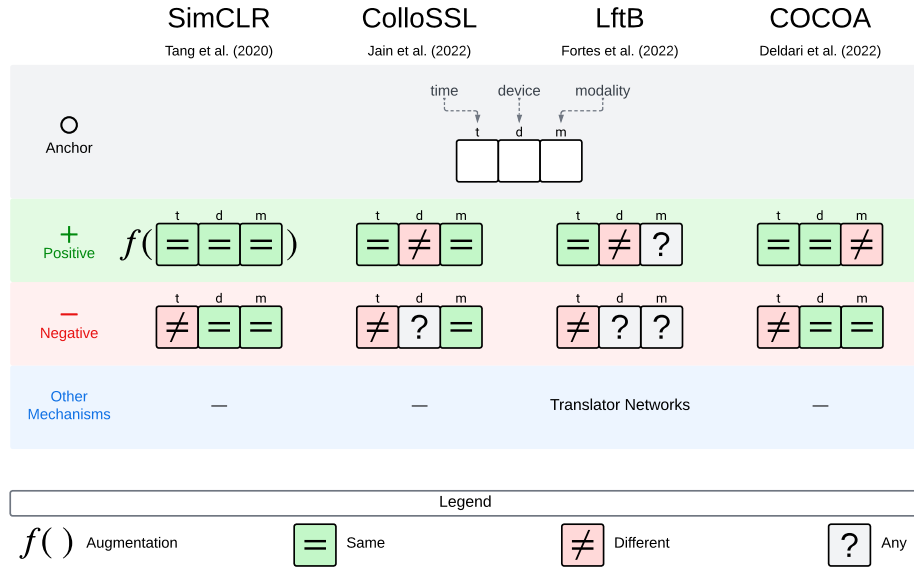 SimCLR ColloSSL LftB COCOA
Tang et al. (2020) Jain et al. (2022) Fortes et al. (2022) Deldari et al. (2022)
time device modality
t d m
Anchor
t d m t d m t d m t d m
+ f( = ≠ ? )
Positive
t d m t d m t d m t d m
− ≠ = = ≠ ? = ≠ ? ? ≠ = =
Negative
Other
Mechanisms
— — Translator Networks —
Legend
f( ) Augmentation = Same ≠ Different ? Any